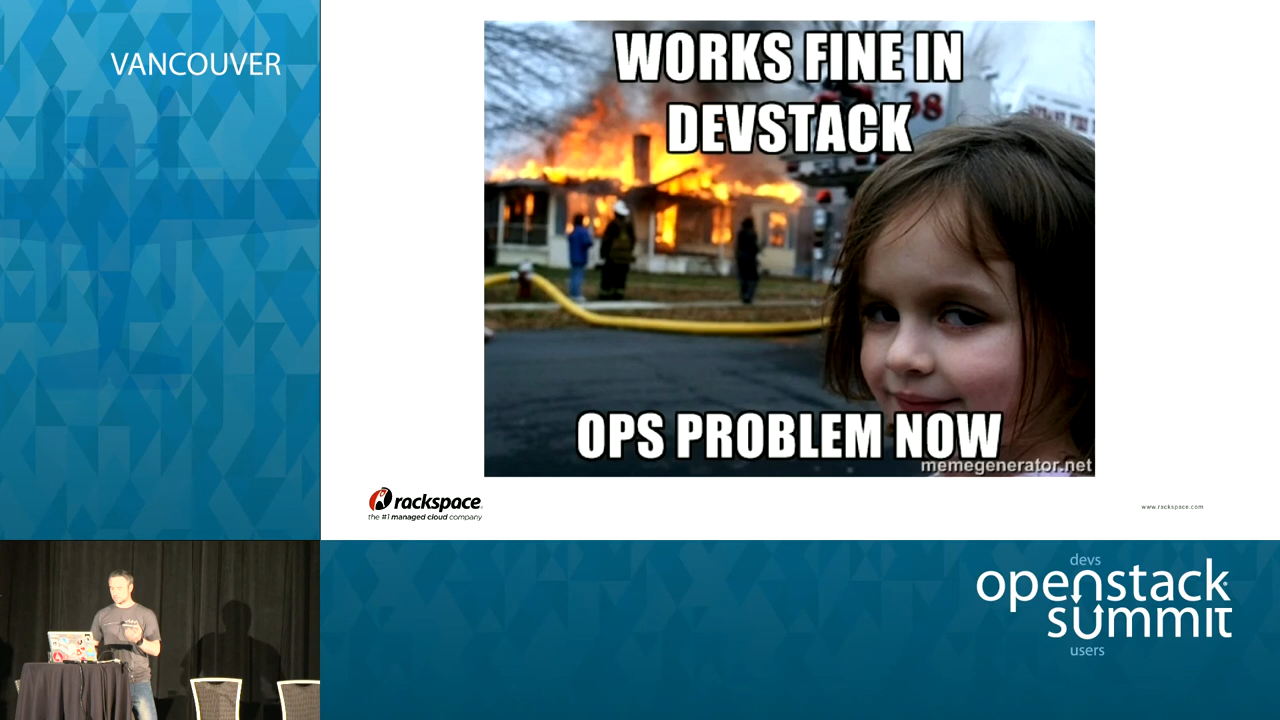 VANCOUVER
WORKS FINE IN
DEVSTACK
38
OPS PROBLEM NOW
memegenerator.net
rackspace
the #1 managed cloud company
www.rackspace.com
devs
openstack
summit
users